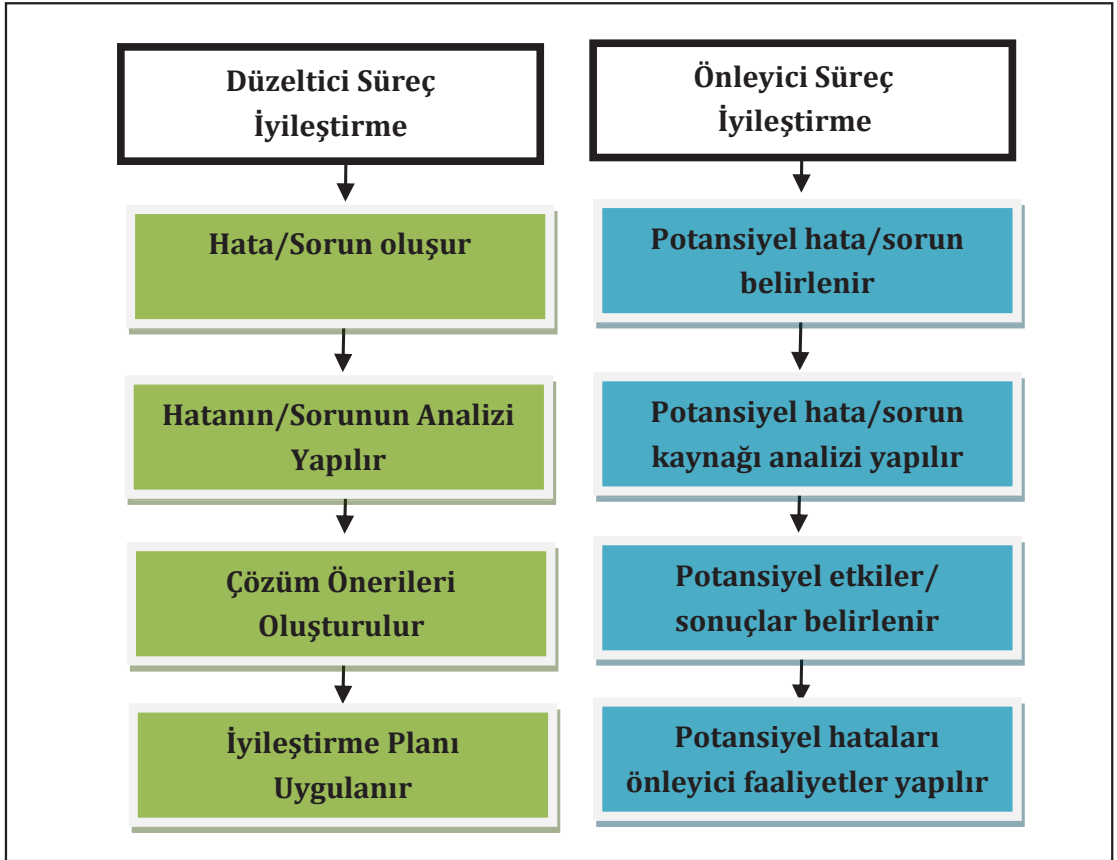 Düzeltici Süreç
İyileştirme
Hata/Sorun oluşur
Hatanın/Sorunun Analizi
Yapılır
Çözüm Önerileri
Oluşturulur
İyileştirme Planı
Uygulanır
Önleyici Süreç
İyileştirme
Potansiyel hata/sorun
belirlenir
Potansiyel hata/sorun
kaynağı analizi yapılır
Potansiyel etkiler/
sonuçlar belirlenir
Potansiyel hataları
önleyici faaliyetler yapılır